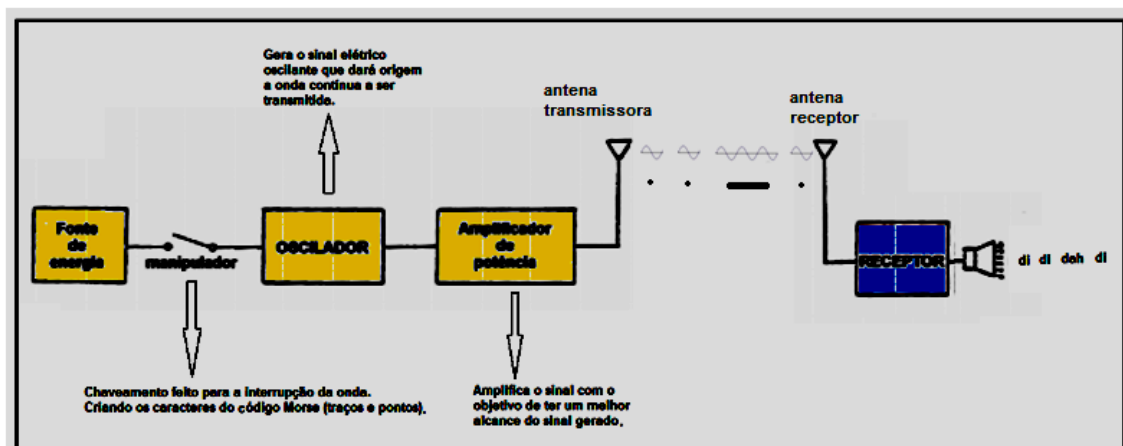 Gera o sinal elétrico
oscilante que dará origem
a onda contínua a ser
transmitida.
antena
transmissora
antena
receptor
Fonte
de
energia
manipulador
OSCILADOR
Amplificador
de
potência
RECEPTOR
di di dah di
Chaveamento feito para a interrupção da onda.
Criando os caracteres do código Morse (traços e pontos).
Amplifica o sinal com o
objetivo de ter um melhor
alcance do sinal gerado.